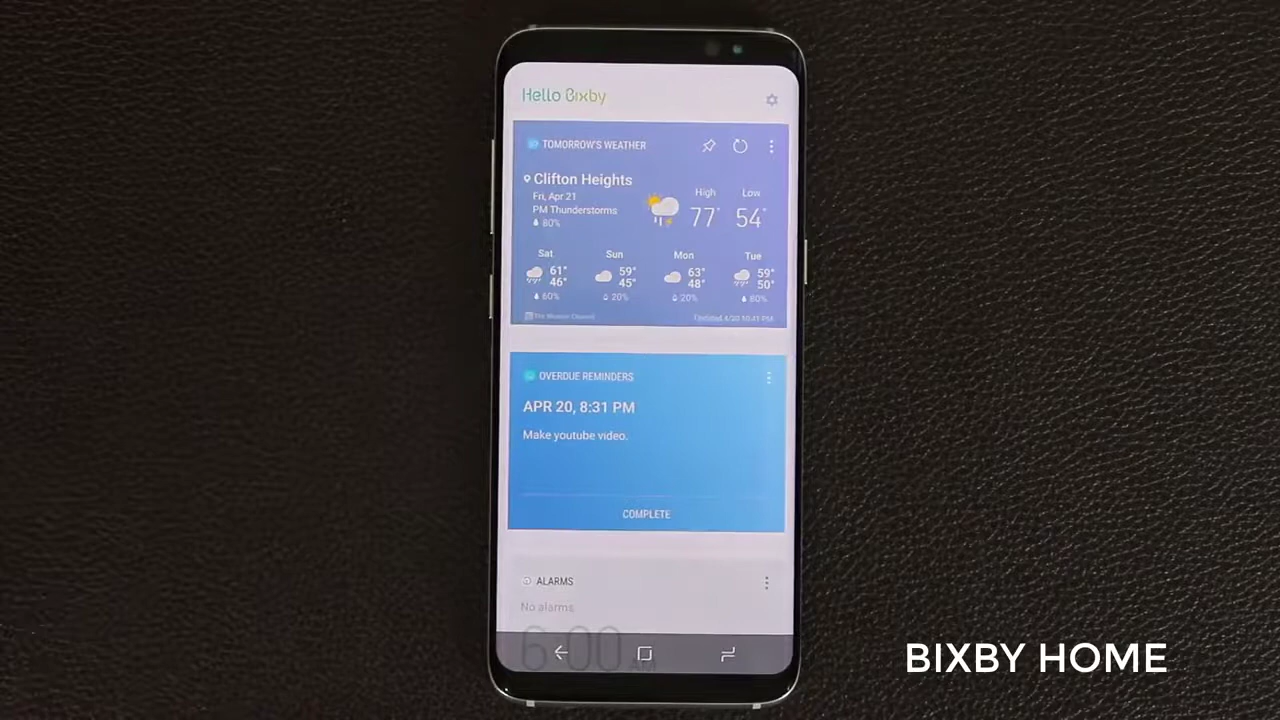 Hello Bixby
TOMORROW'S WEATHER
Clifton Heights
Fri, Apr 21
PM Thunderstorms
80%
High Low
77° 54°
Sat Sun Mon Tue
61° 59° 63° 59°
46° 45° 48° 50°
60% 20% 20% 60%
The Weather Channel
Updated 4/20 10:41 PM
OVERDUE REMINDERS
APR 20, 8:31 PM
Make youtube video.
COMPLETE
ALARMS
No alarms
6:00 AM
BIXBY HOME